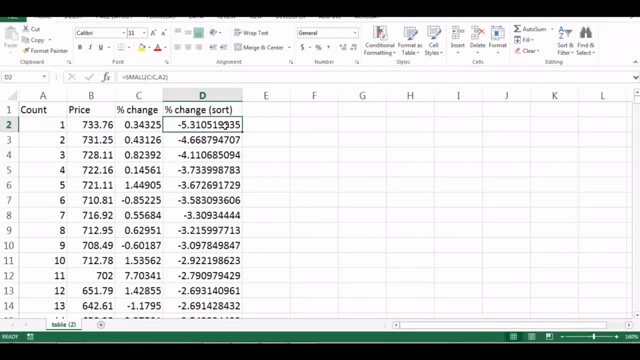 Cut
Copy
Format Painter
Clipboard
Font
Wrap Text
Merge & Center
Alignment
$ % ,
Number
Conditional Formatting
Format as Table
Cell Styles
Styles
Insert Delete Format
Cells
AutoSum
Fill
Clear
Sort & Filter
Find & Select
Editing
D2 fx =SMALL(C:C,A2)
A B C D E F G H I J K L
1 Count Price % change % change (sort)
2 1 733.76 0.34325
3 2 731.25 0.43126 -4.668794707
4 3 728.11 0.82392 -4.110685094
5 4 722.16 0.14561 -3.733998783
6 5 721.11 1.44905 -3.672691729
7 6 710.81 -0.85225 -3.583093606
8 7 716.92 0.55684 -3.30934444
9 8 712.95 0.62951 -3.215997713
10 9 708.49 -0.60187 -3.097849847
11 10 712.78 1.53562 -2.922198623
12 11 702 7.70341 -2.790979429
13 12 651.79 1.42855 -2.693140961
14 13 642.61 -1.1795 -2.691428432
table (2)
READY 160%